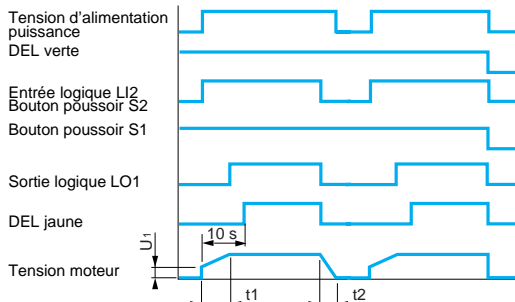 Tension d'alimentation
puissance
DEL verte
Entrée logique LI2
Bouton poussoir S2
Bouton poussoir S1
Sortie logique LO1
DEL jaune
10 s
U1
Tension moteur
t1
t2